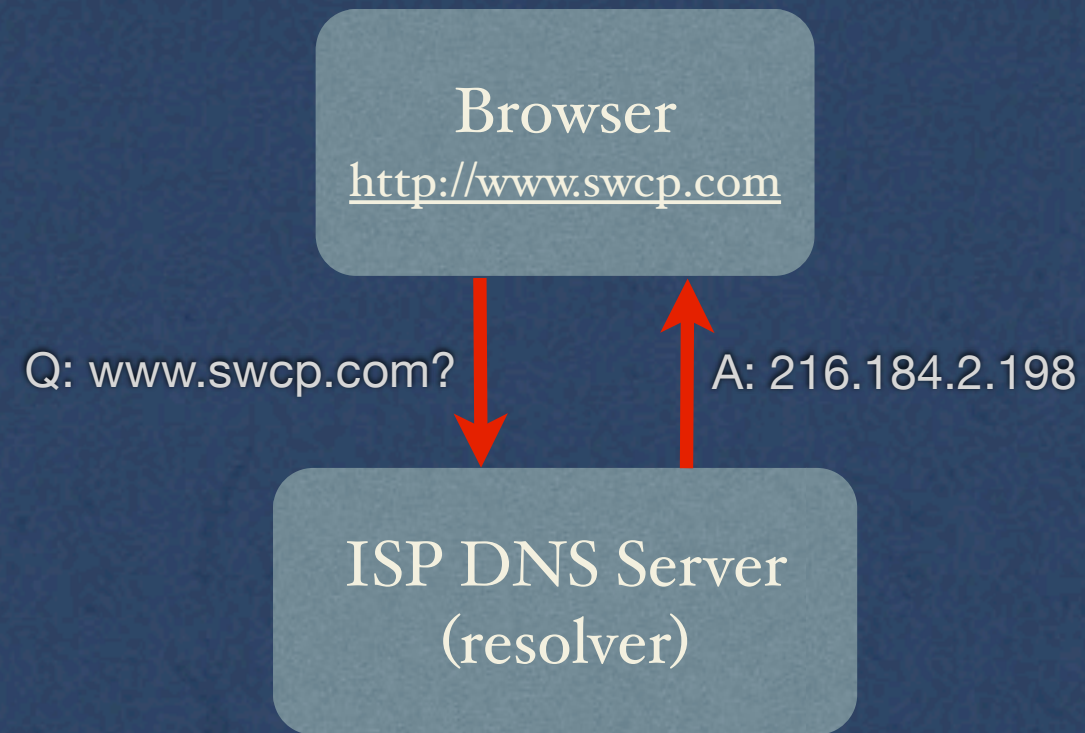 Browser
http://www.swcp.com
Q: www.swcp.com?
A: 216.184.2.198
ISP DNS Server
(resolver)